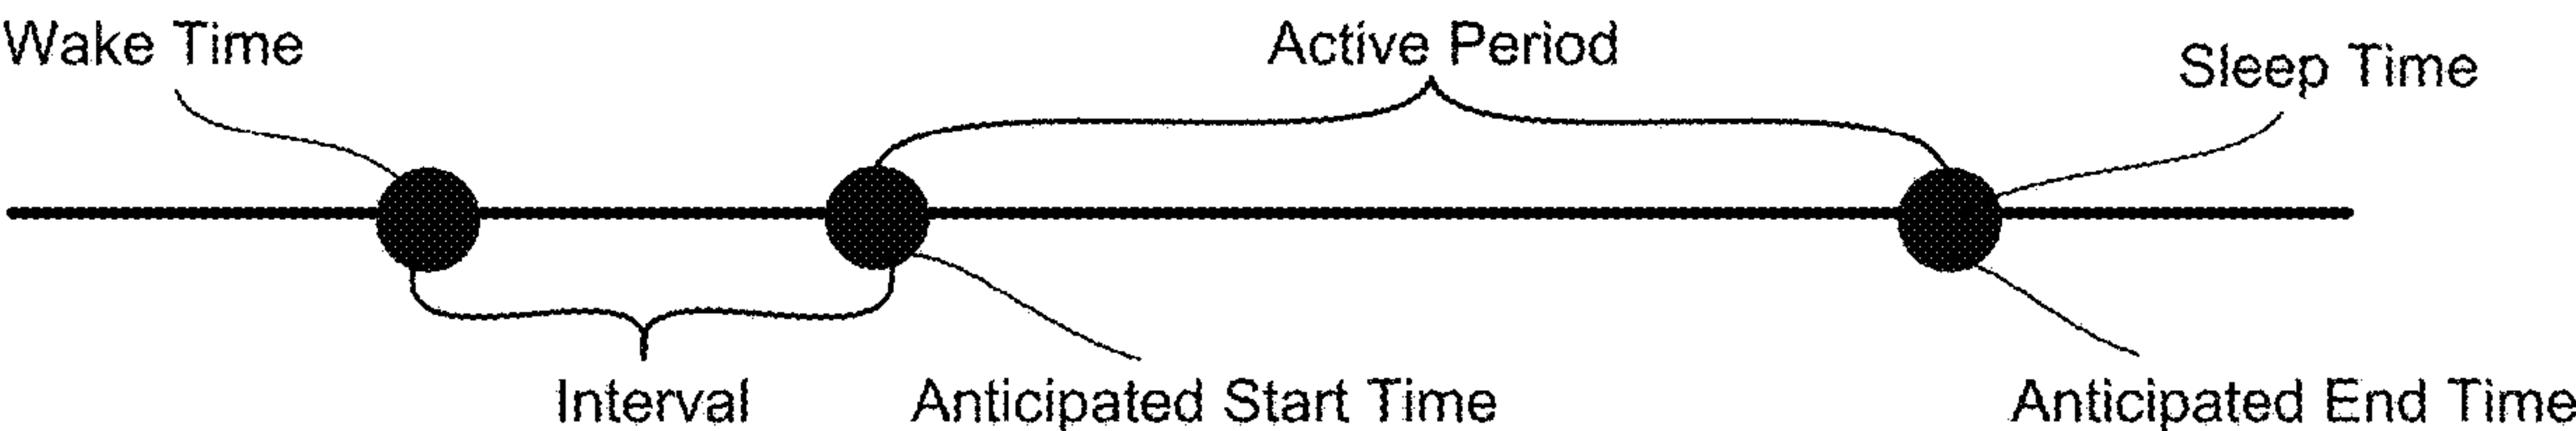 Wake Time
Active Period
Sleep Time
Interval
Anticipated Start Time
Anticipated End Time